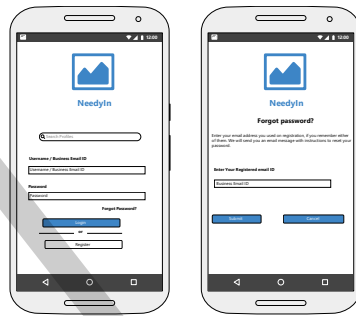 12:00
NeedyIn
Search Profiles
Username / Business Email ID
Username / Business Email ID
Password
Password
Forgot Password?
Login
or
Register
12:00
NeedyIn
Forgot password?
Enter your email address you used on registration, if you remember either
of them. We will send you an email message with instructions to reset your
password.
Enter Your Registered email ID
Business Email ID
Submit
Cancel